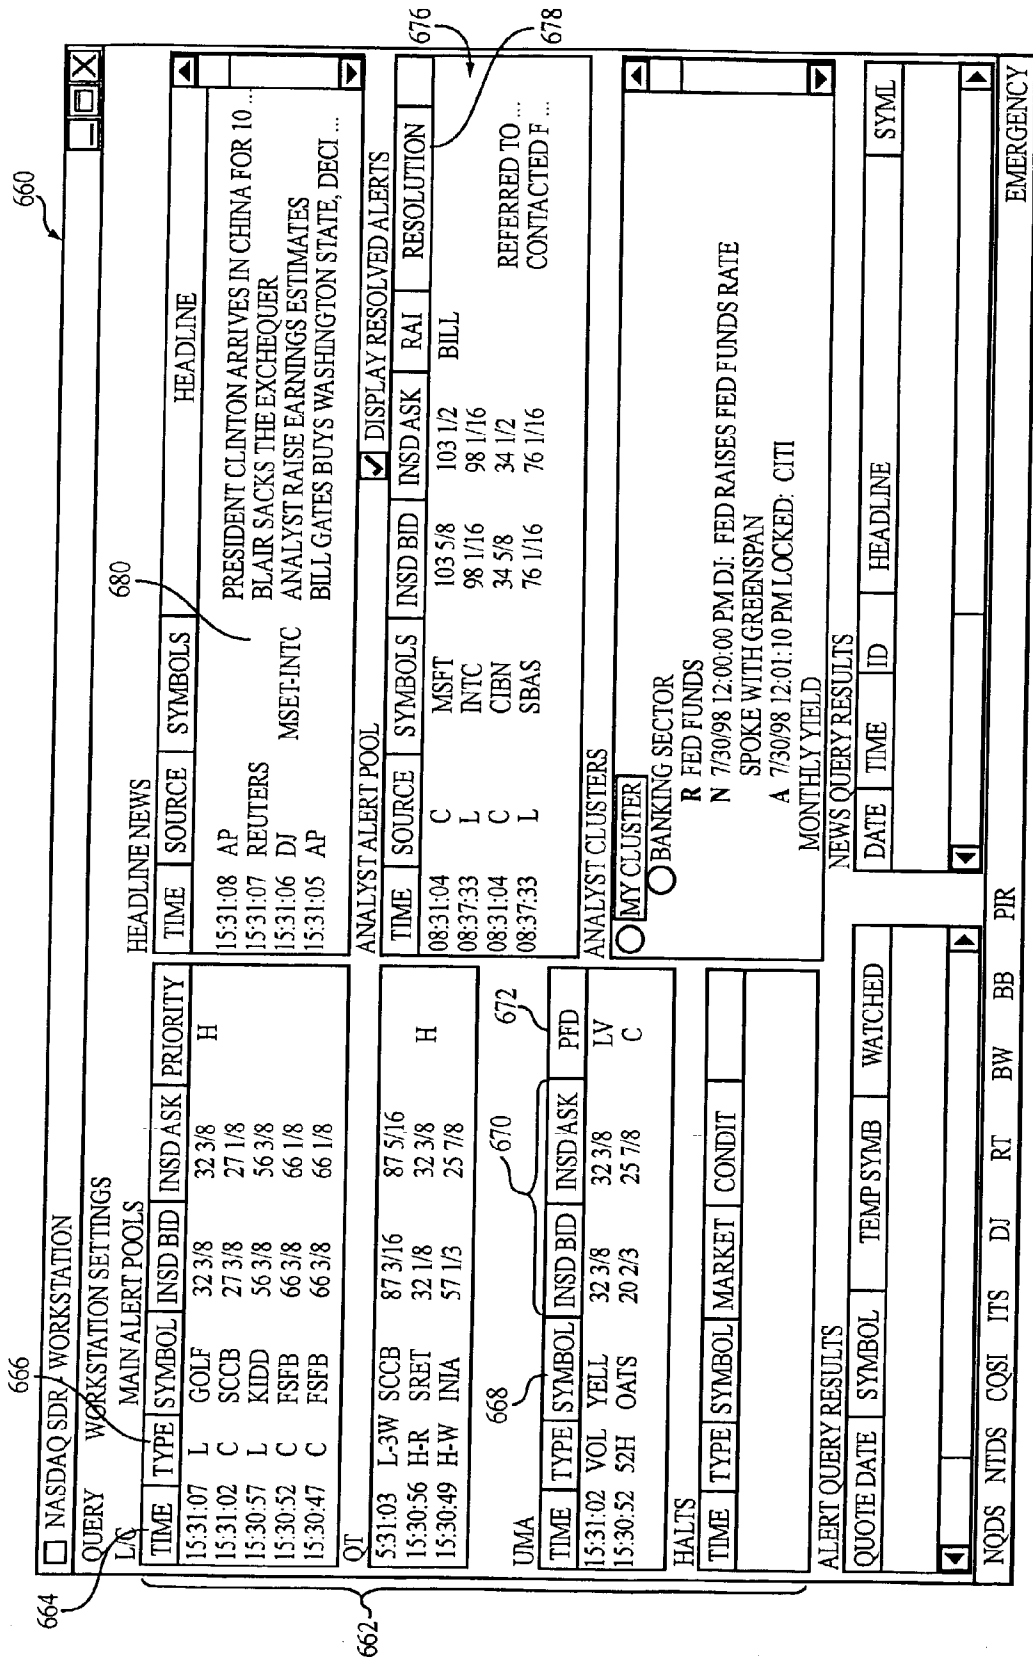 660
NASDAQ SDR - WORKSTATION
QUERY WORKSTATION SETTINGS
666
664
662
L/C MAIN ALERT POOLS
TIME TYPE SYMBOL INSD BID INSD ASK PRIORITY
15:31:07 L GOLF 32 3/8 32 3/8 H
15:31:02 C SCCB 27 3/8 27 1/8
15:30:57 L KIDD 56 3/8 56 3/8
15:30:52 C FSFB 66 3/8 66 1/8
15:30:47 C FSFB 66 3/8 66 1/8
QT
5:31:03 L-3W SCCB 87 3/16 87 5/16
15:30:56 H-R SRET 32 1/8 32 3/8 H
15:30:49 H-W INIA 57 1/3 25 7/8
668
670
672
UMA
TIME TYPE SYMBOL INSD BID INSD ASK PFD
15:31:02 VOL YELL 32 3/8 32 3/8 LV
15:30:52 52H OATS 20 2/3 25 7/8 C
HALTS
TIME TYPE SYMBOL MARKET CONDIT
ALERT QUERY RESULTS
QUOTE DATE SYMBOL TEMP SYMB WATCHED
HEADLINE NEWS
680
TIME SOURCE SYMBOLS HEADLINE
15:31:08 AP PRESIDENT CLINTON ARRIVES IN CHINA FOR 10 ...
15:31:07 REUTERS BLAIR SACKS THE EXCHEQUER
15:31:06 DJ MSET-INTC ANALYST RAISE EARNINGS ESTIMATES
15:31:05 AP BILL GATES BUYS WASHINGTON STATE, DECI ...
ANALYST ALERT POOL DISPLAY RESOLVED ALERTS
676
678
TIME SOURCE SYMBOLS INSD BID INSD ASK RAI RESOLUTION
08:31:04 C MSFT 103 5/8 103 1/2 BILL
08:37:33 L INTC 98 1/16 98 1/16
08:31:04 C CIBN 34 5/8 34 1/2 REFERRED TO ...
08:37:33 L SBAS 76 1/16 76 1/16 CONTACTED F ...
ANALYST CLUSTERS
MY CLUSTER
BANKING SECTOR
R FED FUNDS
N 7/30/98 12:00:00 PM DJ: FED RAISES FED FUNDS RATE
SPOKE WITH GREENSPAN
A 7/30/98 12:01:10 PM LOCKED: CITI
MONTHLY YIELD
NEWS QUERY RESULTS
DATE TIME ID HEADLINE SYML
NQDS NTDS CQSI ITS DJ RT BW BB PIR EMERGENCY